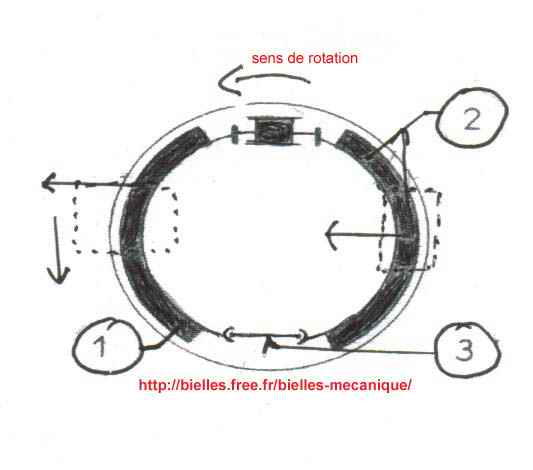 sens de rotation
2
1
3
http://bielles.free.fr/bielles-mecanique/